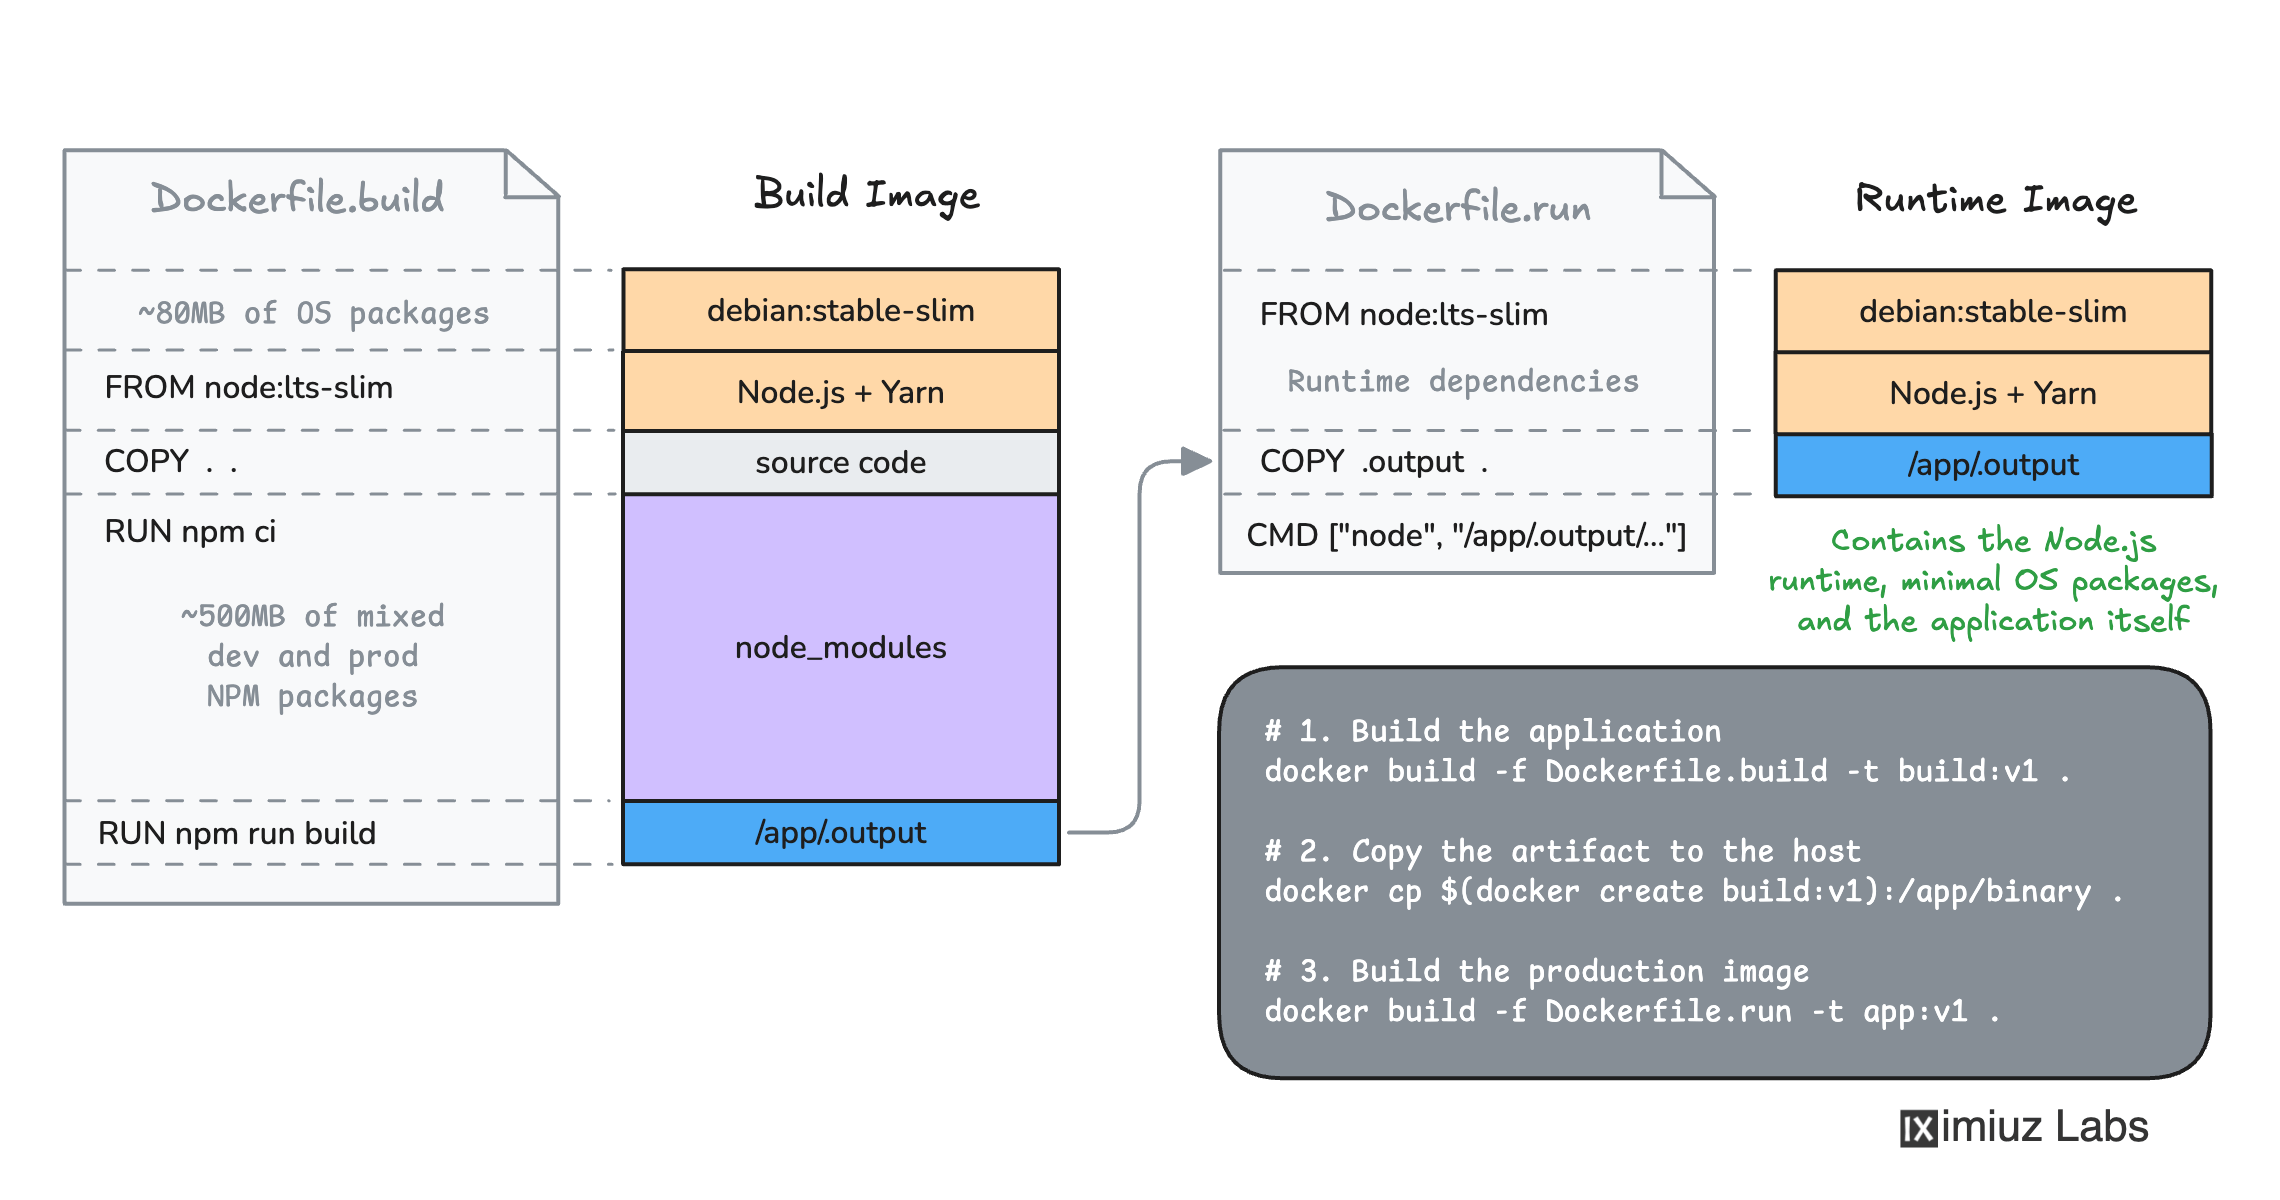 Dockerfile.build
~80MB of OS packages
FROM node:lts-slim
COPY . .
RUN npm ci
~500MB of mixed
dev and prod
NPM packages
RUN npm run build
Build Image
debian:stable-slim
Node.js + Yarn
source code
node_modules
/app/.output
Dockerfile.run
FROM node:lts-slim
Runtime dependencies
COPY .output .
CMD ["node", "/app/.output/..."]
Runtime Image
debian:stable-slim
Node.js + Yarn
/app/.output
Contains the Node.js
runtime, minimal OS packages,
and the application itself
# 1. Build the application
docker build -f Dockerfile.build -t build:v1 .
# 2. Copy the artifact to the host
docker cp $(docker create build:v1):/app/binary .
# 3. Build the production image
docker build -f Dockerfile.run -t app:v1 .
iximiuz Labs